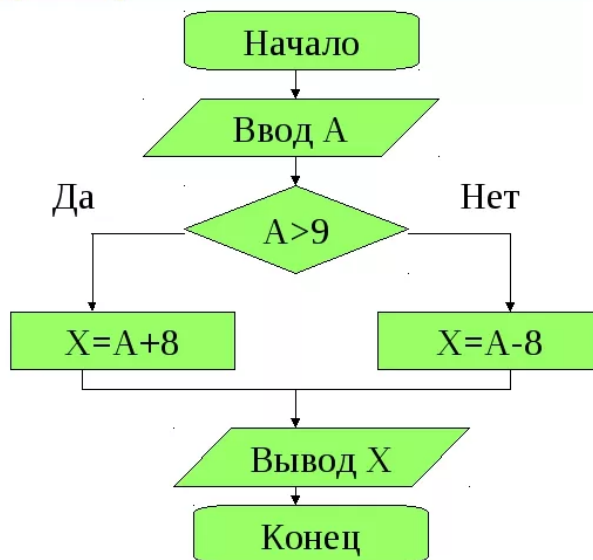 Начало
Ввод А
Да
Нет
А>9
Х=А+8
Х=А-8
Вывод Х
Конец